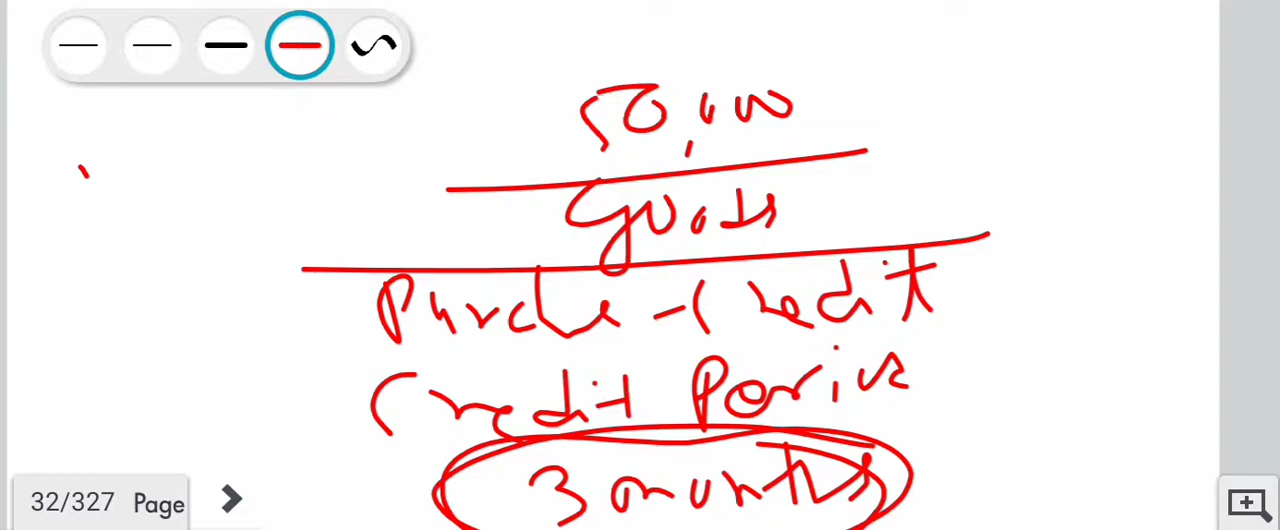 50,000
goods
Purchase - Credit
Credit Period
3 months
32/327 Page